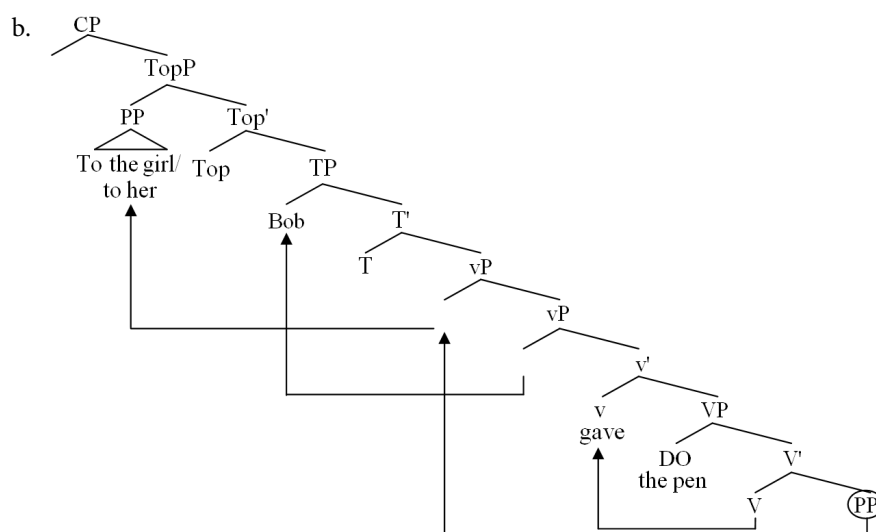 b.
CP
TopP
PP
Top'
To the girl/
to her
Top
TP
Bob
T'
T
vP
vP
v'
v
gave
VP
DO
the pen
V'
V
PP